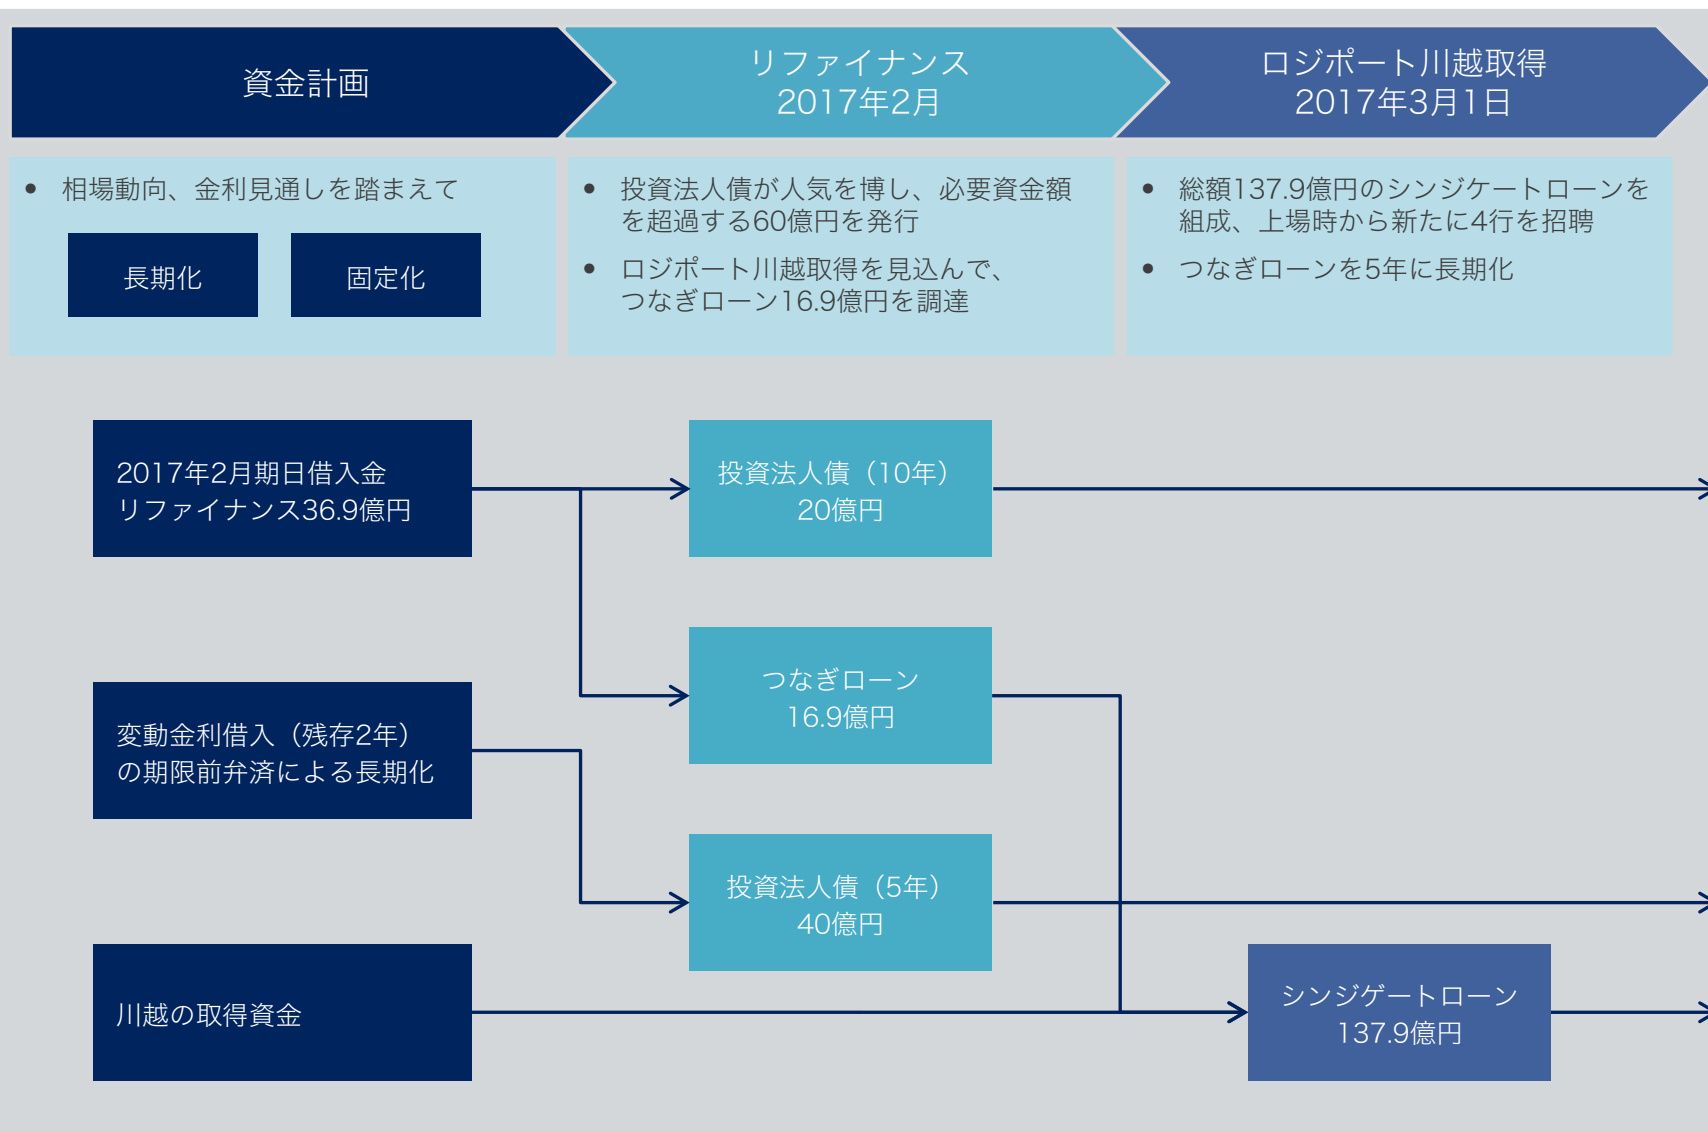 資金計画
リファイナンス
2017年2月
ロジポート川越取得
2017年3月1日
• 相場動向、金利見通しを踏まえて
長期化
固定化
• 投資法人債が人気を博し、必要資金額
を超過する60億円を発行
• ロジポート川越取得を見込んで、
つなぎローン16.9億円を調達
• 総額137.9億円のシンジケートローンを
組成、上場時から新たに4行を招聘
• つなぎローンを5年に長期化
2017年2月期日借入金
リファイナンス36.9億円
投資法人債（10年）
20億円
つなぎローン
16.9億円
変動金利借入（残存2年）
の期限前弁済による長期化
投資法人債（5年）
40億円
川越の取得資金
シンジゲートローン
137.9億円